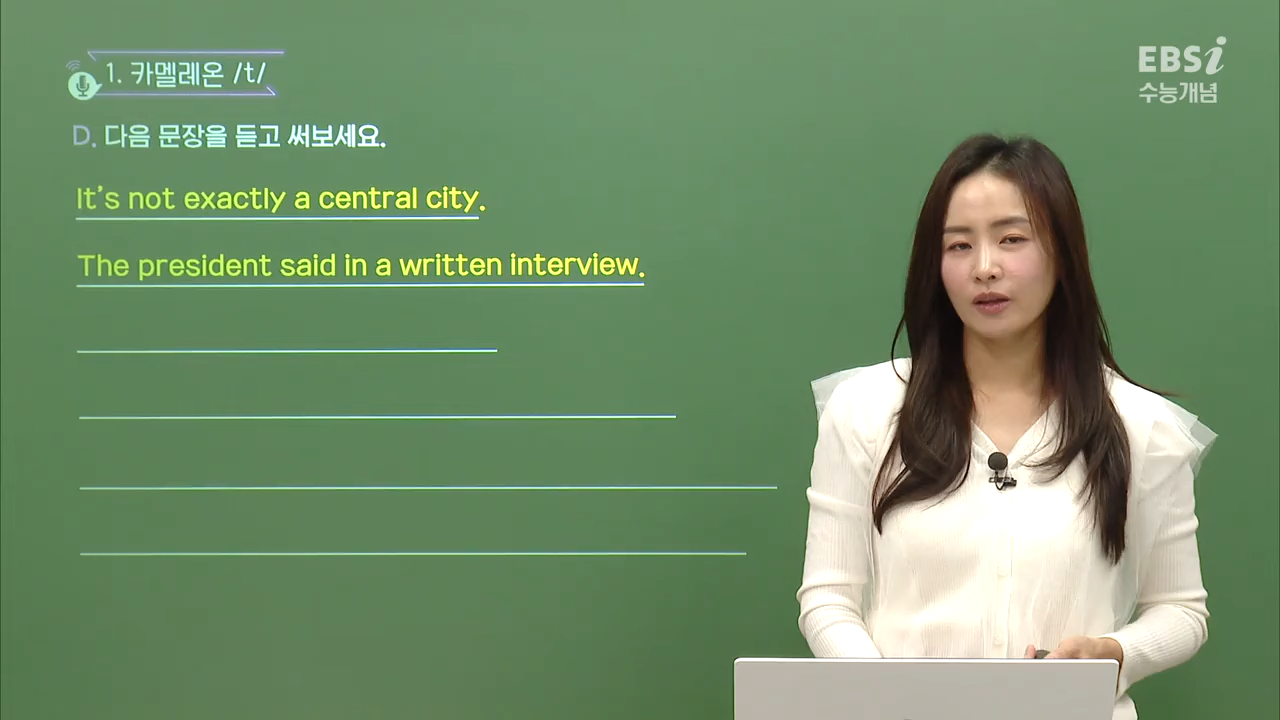 1. 카멜레온 /t/
EBSi
수능개념
D. 다음 문장을 듣고 써보세요.
It's not exactly a central city.
The president said in a written interview.